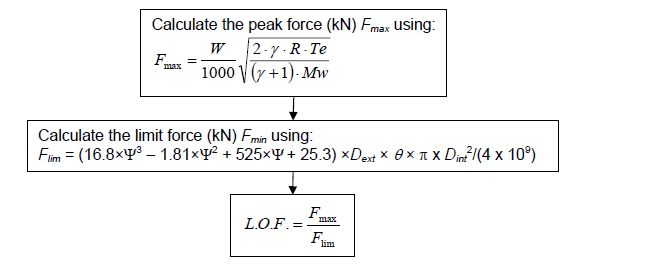 Calculate the peak force (kN) Fmax using:
Fmax = W/1000 √(2·γ·R·Te/((γ+1)·Mw))
Calculate the limit force (kN) Fmin using:
Flim = (16.8×Ψ³ – 1.81×Ψ² + 525×Ψ + 25.3) ×Dext × θ × π x Dint²/(4 x 10⁹)
L.O.F. = Fmax/Flim